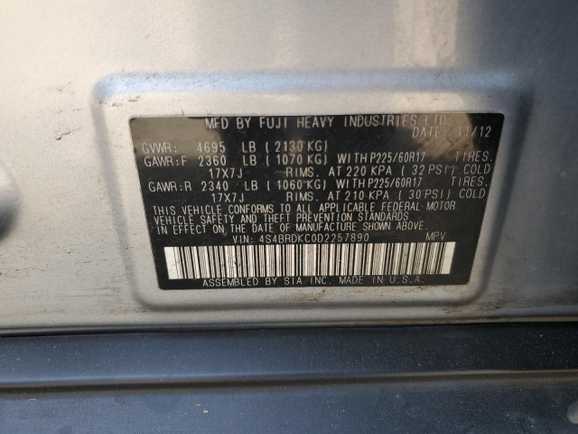 MFD BY FUJI HEAVY INDUSTRIES LTD.
DATE: 11/12
GVWR: 4695 LB (2130 KG)
GAWR:F 2360 LB (1070 KG) WITH P225/60R17 TIRES,
17X7J RIMS, AT 220 KPA (32 PSI) COLD
GAWR:R 2340 LB (1060 KG) WITH P225/60R17 TIRES,
17X7J RIMS, AT 210 KPA (30 PSI) COLD
THIS VEHICLE CONFORMS TO ALL APPLICABLE FEDERAL MOTOR
VEHICLE SAFETY, BUMPER, AND THEFT PREVENTION STANDARDS
IN EFFECT ON THE DATE OF MANUFACTURE SHOWN ABOVE.
VIN: 4S4BRDKC0D2257890 MPV
ASSEMBLED BY SIA INC. MADE IN U.S.A.